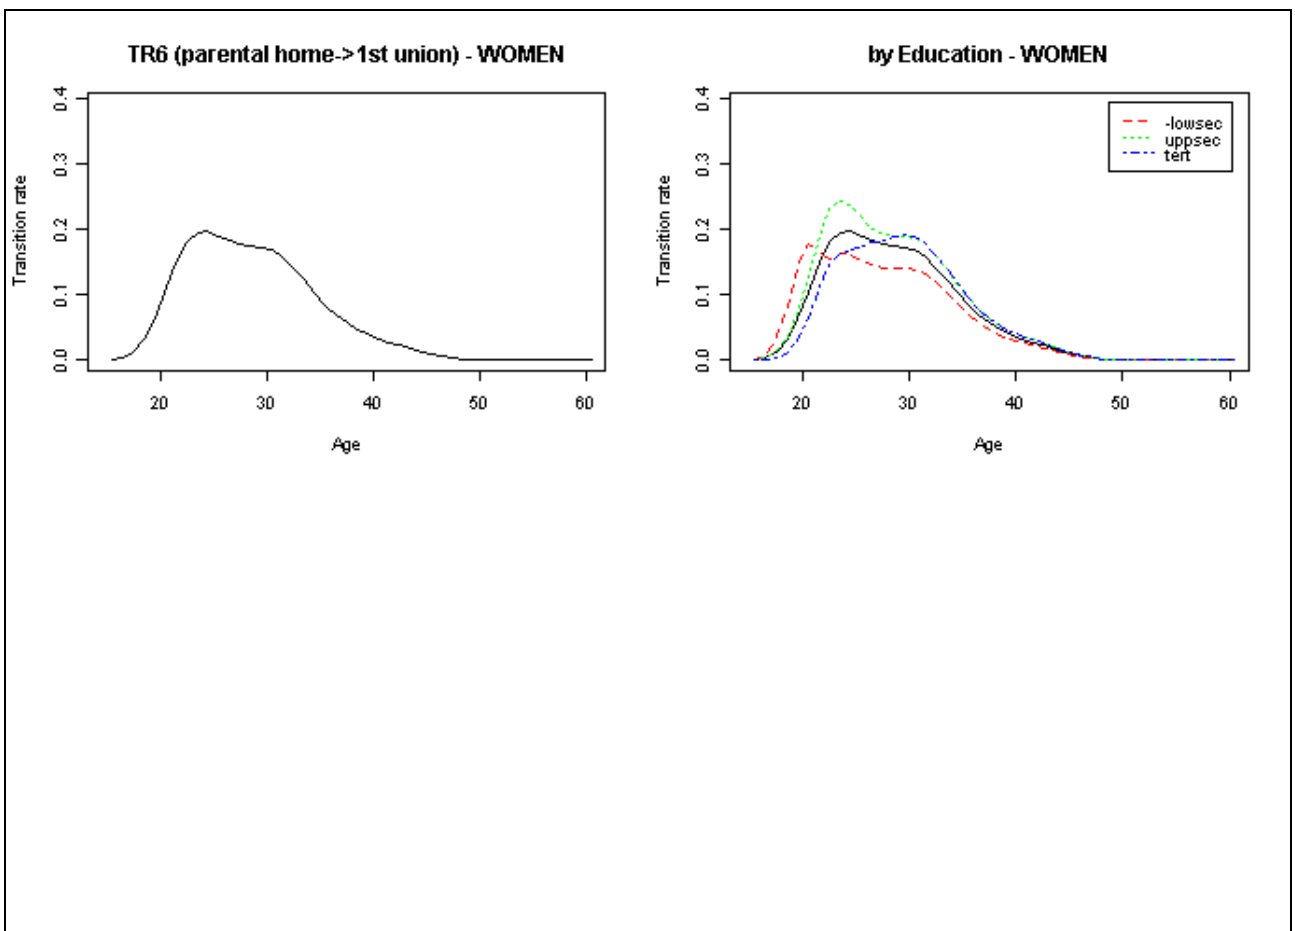 TR6 (parental home->1st union) - WOMEN
Transition rate
0.4
0.3
0.2
0.1
0.0
20 30 40 50 60
Age
by Education - WOMEN
Transition rate
0.4
0.3
0.2
0.1
0.0
-lowsec
uppsec
tert
20 30 40 50 60
Age